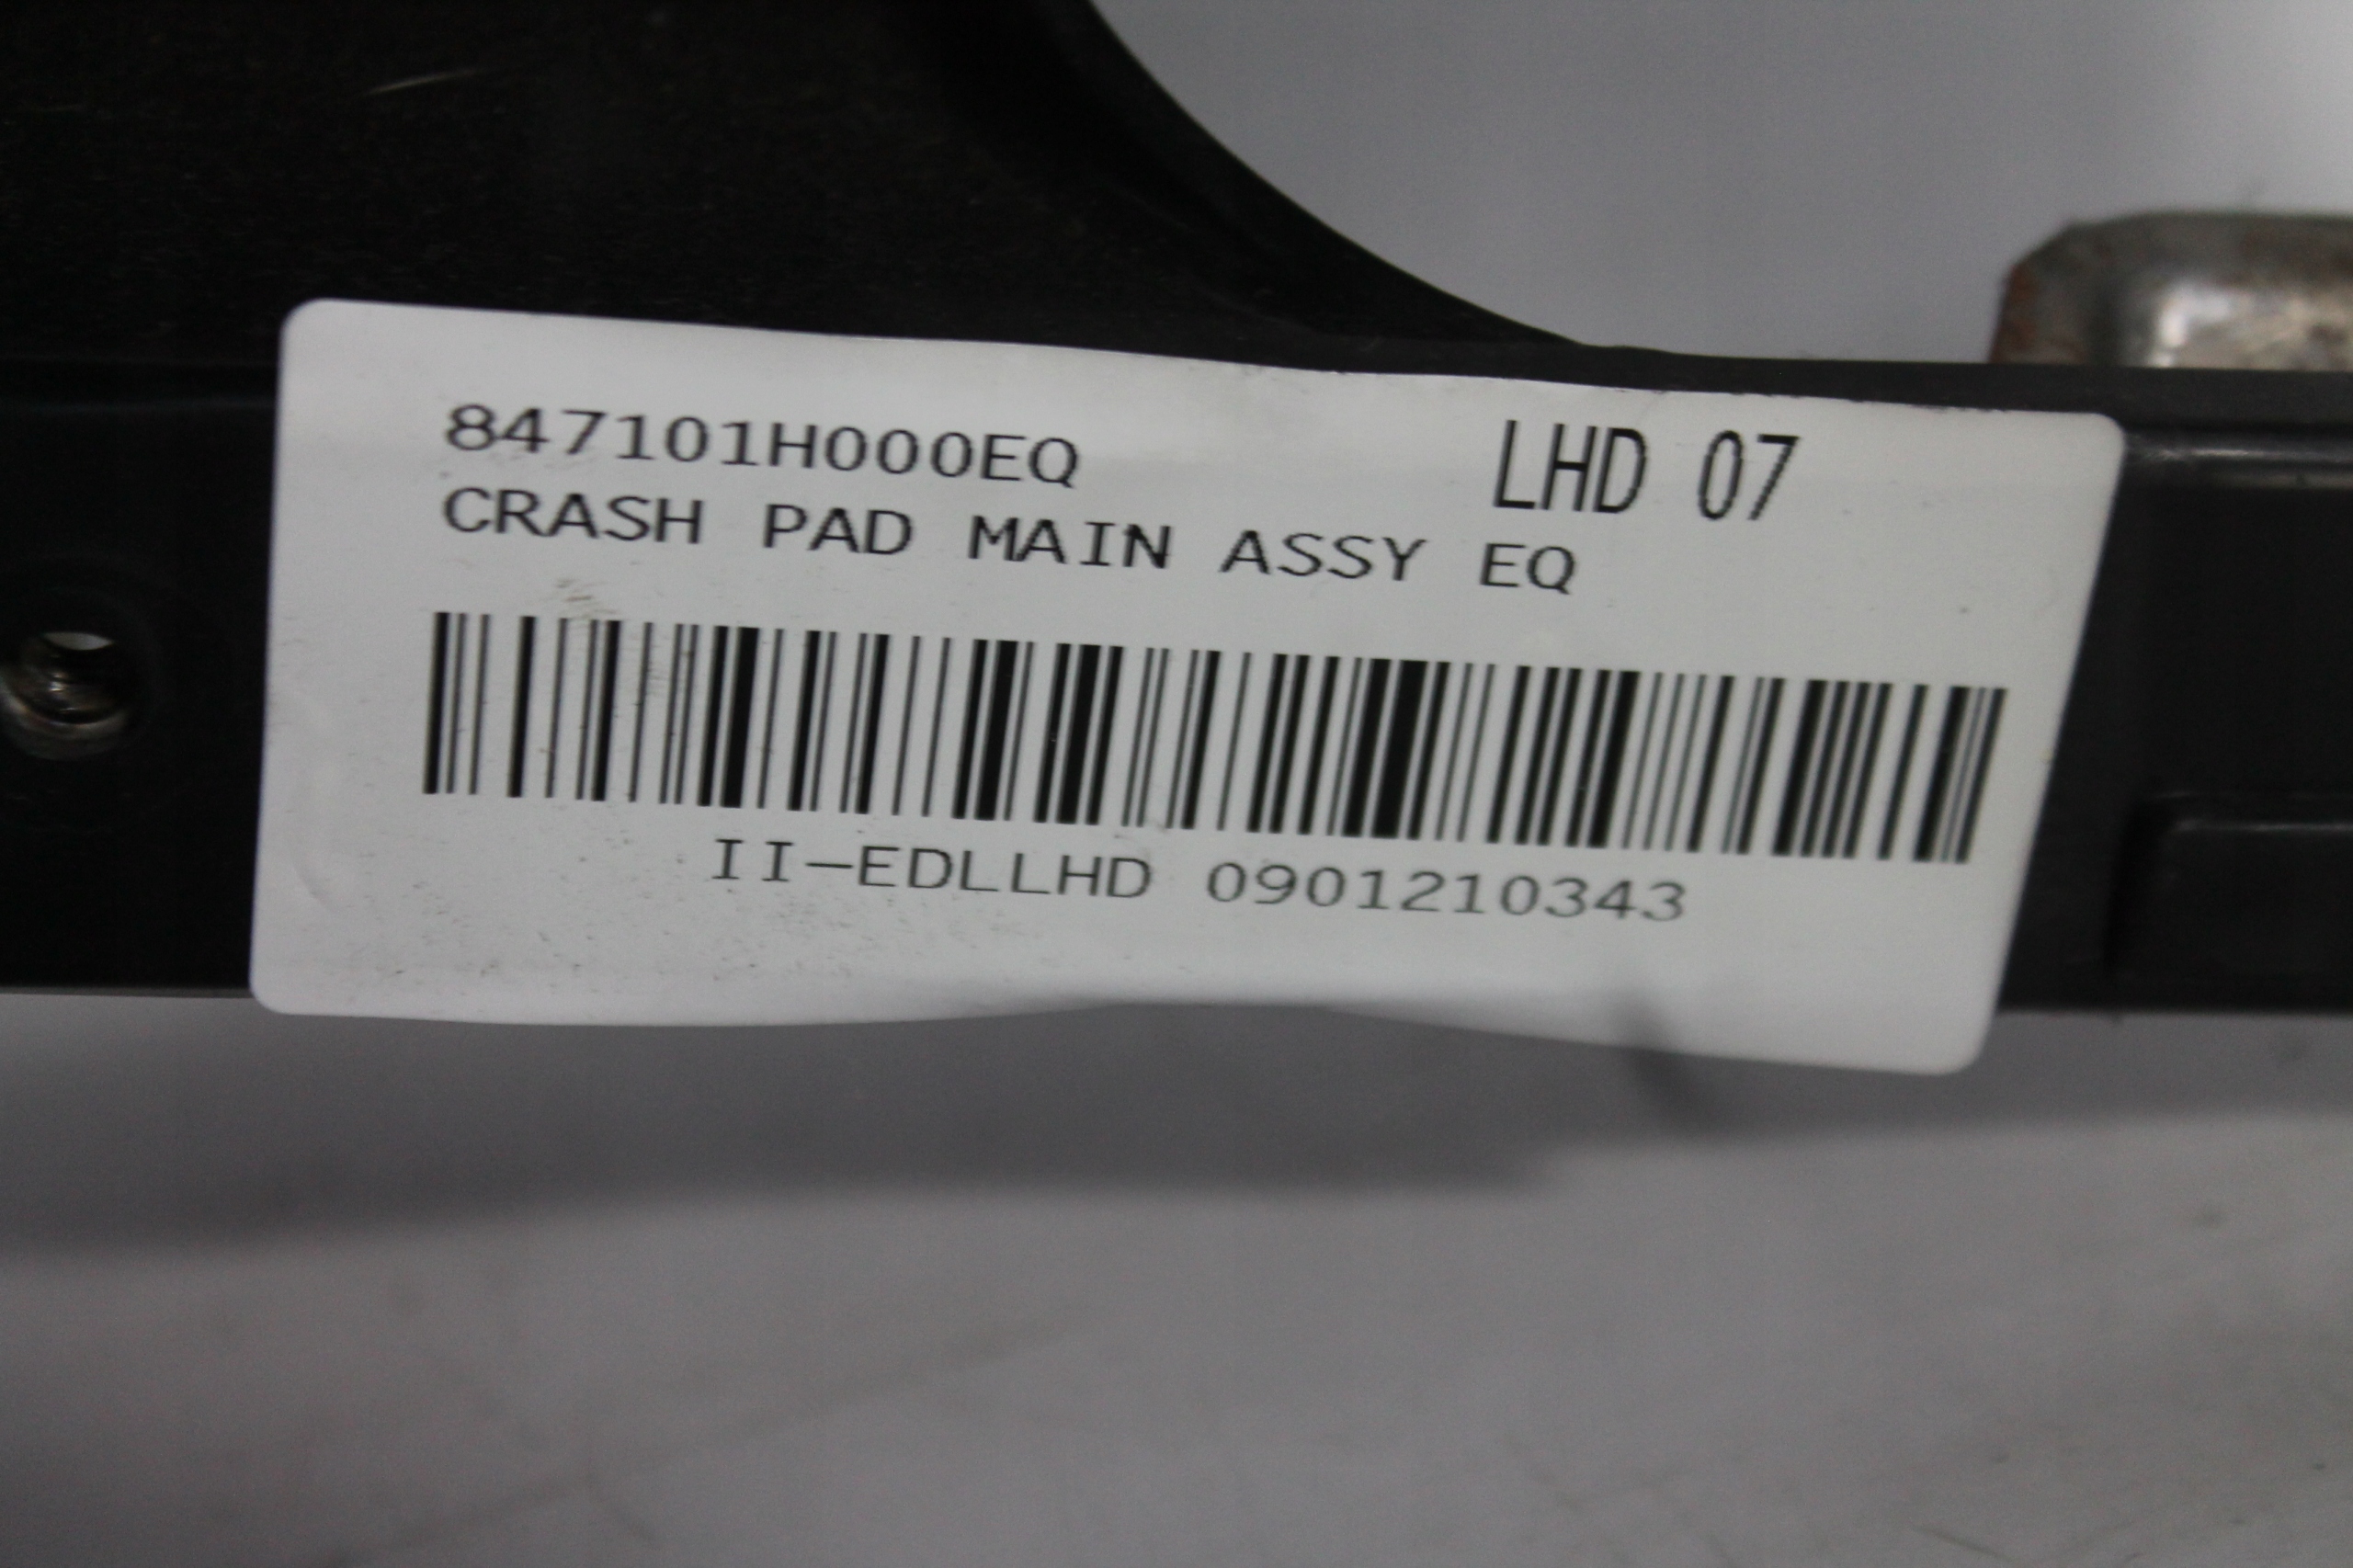 847101H000EQ LHD 07
CRASH PAD MAIN ASSY EQ
II-EDLLHD 0901210343